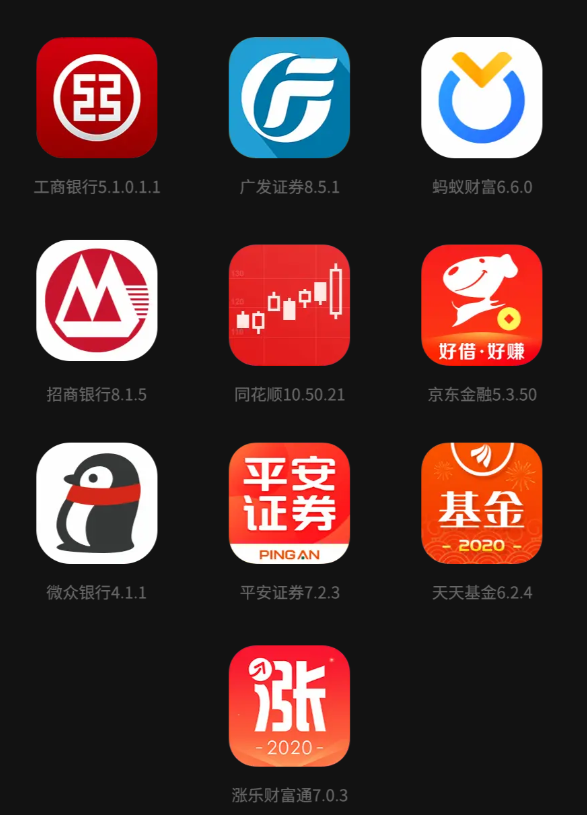 工商银行5.1.0.1.1
广发证券8.5.1
蚂蚁财富6.6.0
130
120
110
好借·好赚
招商银行8.1.5
同花顺10.50.21
京东金融5.3.50
平安
证券
PINGAN
基金
- 2020 -
微众银行4.1.1
平安证券7.2.3
天天基金6.2.4
涨
- 2020 -
涨乐财富通7.0.3